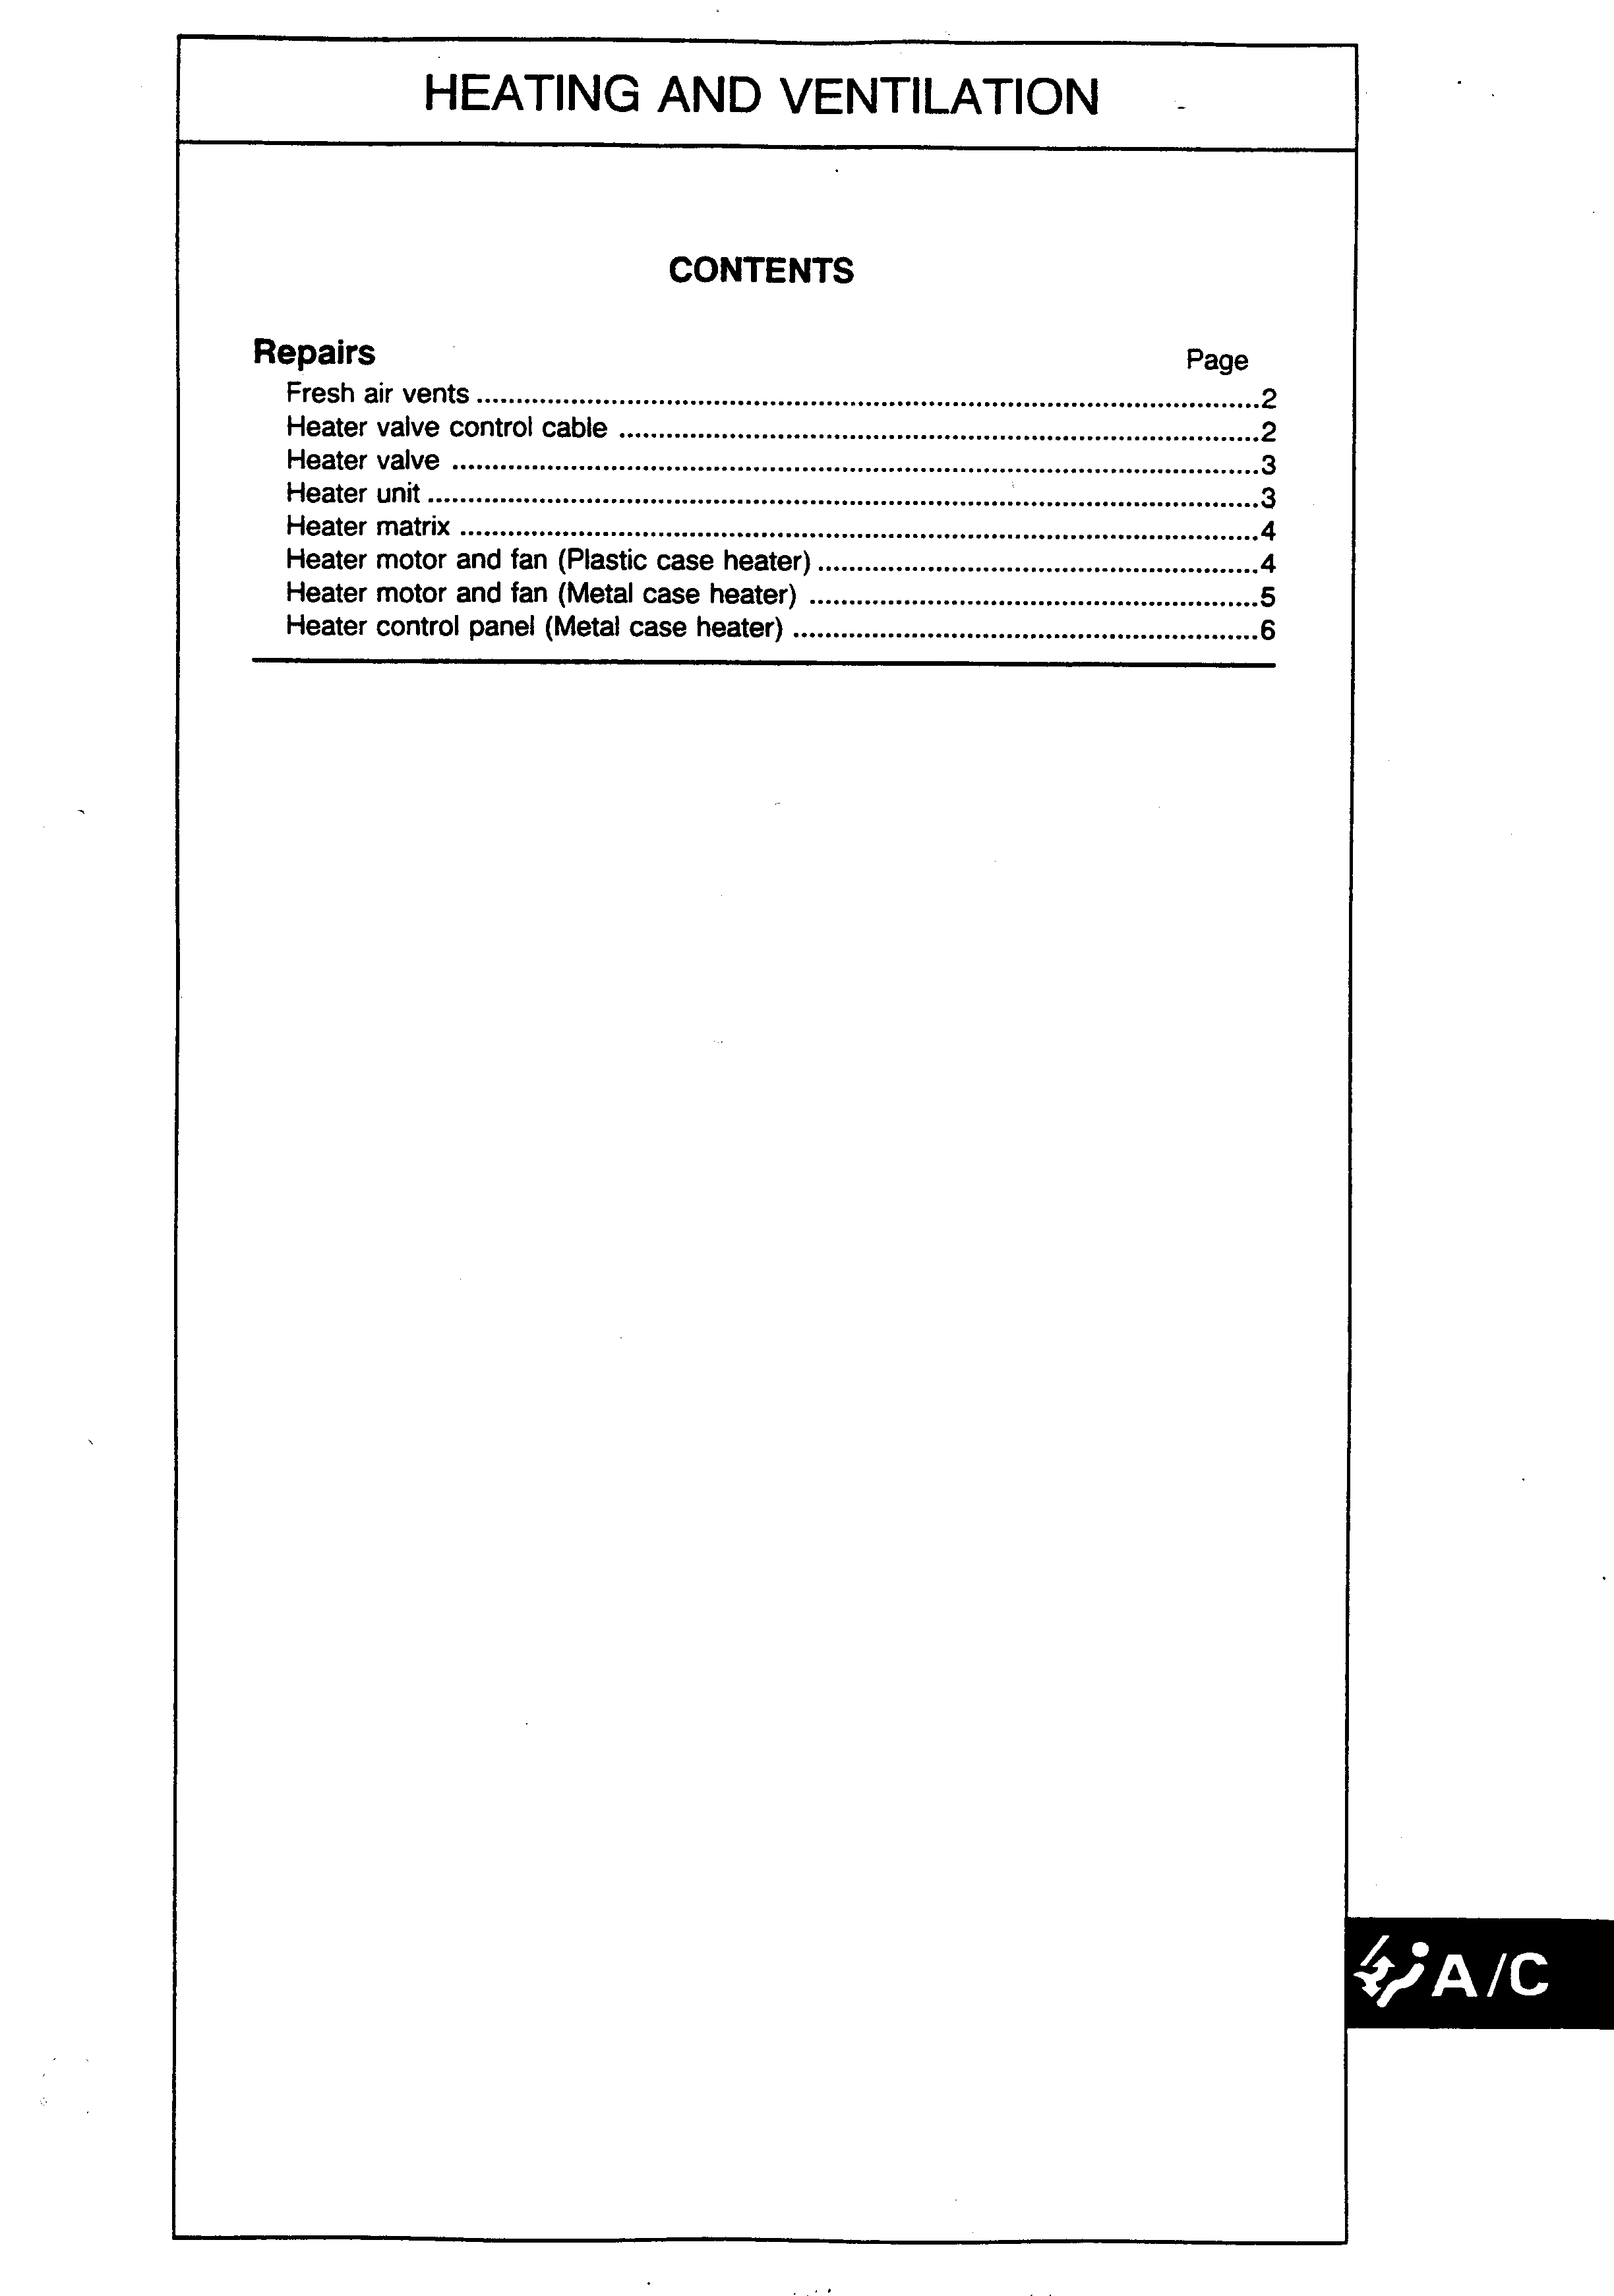 HEATING AND VENTILATION
CONTENTS
Repairs Page
Fresh air vents ........................................................................................................2
Heater valve control cable ........................................................................................2
Heater valve ............................................................................................................3
Heater unit ...............................................................................................................3
Heater matrix ...........................................................................................................4
Heater motor and fan (Plastic case heater) ..............................................................4
Heater motor and fan (Metal case heater) ...............................................................5
Heater control panel (Metal case heater) .................................................................6
A/C